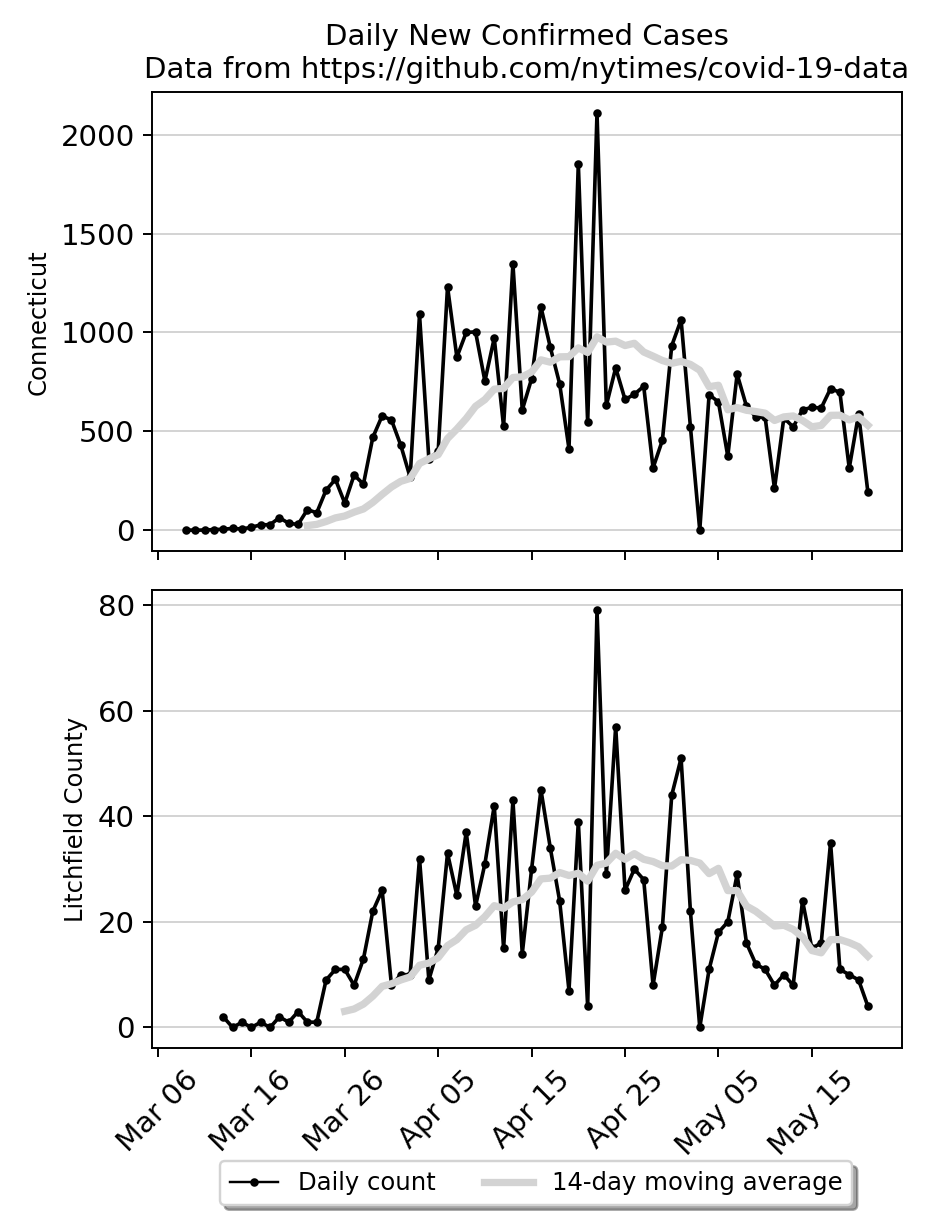 Daily New Confirmed Cases
Data from https://github.com/nytimes/covid-19-data
Connecticut
2000
1500
1000
500
0
Litchfield County
80
60
40
20
0
Mar 06
Mar 16
Mar 26
Apr 05
Apr 15
Apr 25
May 05
May 15
Daily count
14-day moving average